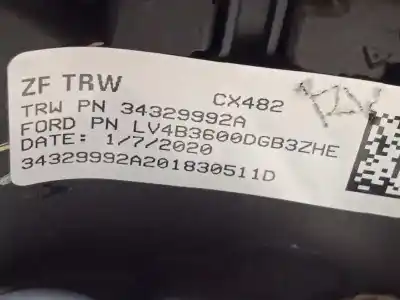 ZF TRW CX482
TRW PN 34329992A
FORD PN LV4B3600DGB3ZHE
DATE: 1/7/2020
34329992A201830511D